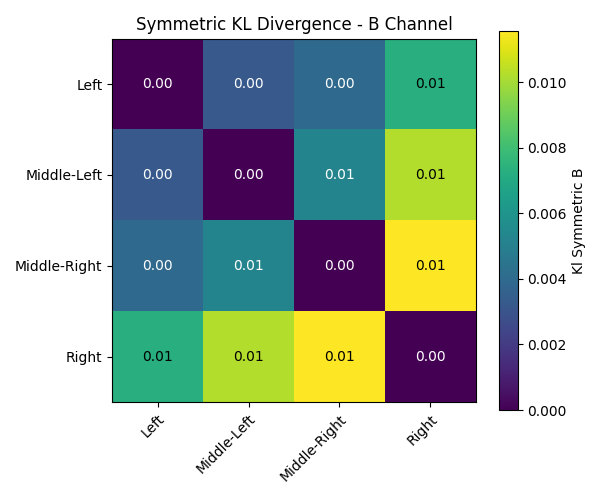 Symmetric KL Divergence - B Channel
Left 0.00 0.00 0.00 0.01
Middle-Left 0.00 0.00 0.01 0.01
Middle-Right 0.00 0.01 0.00 0.01
Right 0.01 0.01 0.01 0.00
Left Middle-Left Middle-Right Right
0.010
0.008
0.006
0.004
0.002
0.000
Kl Symmetric B